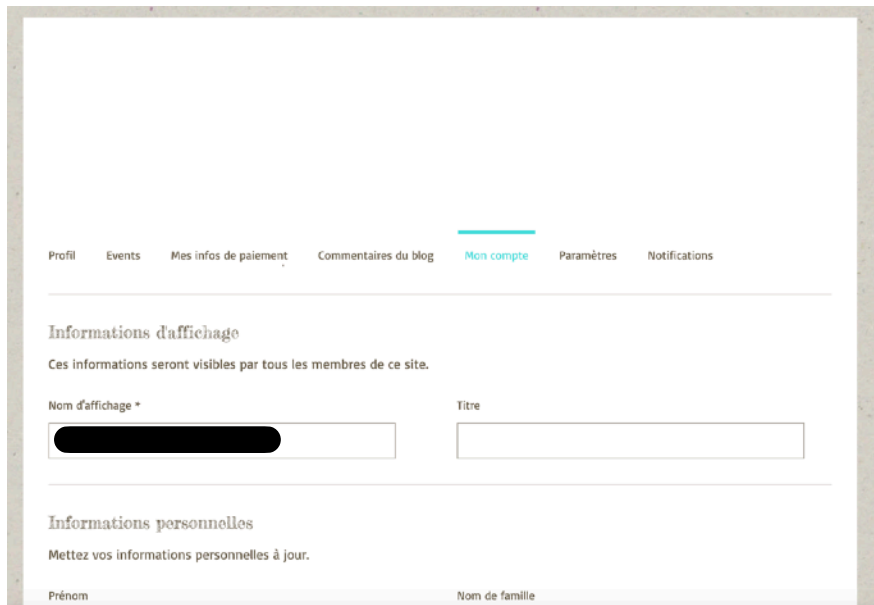 Profil Events Mes infos de paiement Commentaires du blog Mon compte Paramètres Notifications
Informations d'affichage
Ces informations seront visibles par tous les membres de ce site.
Nom d'affichage * Titre
Informations personnelles
Mettez vos informations personnelles à jour.
Prénom Nom de famille